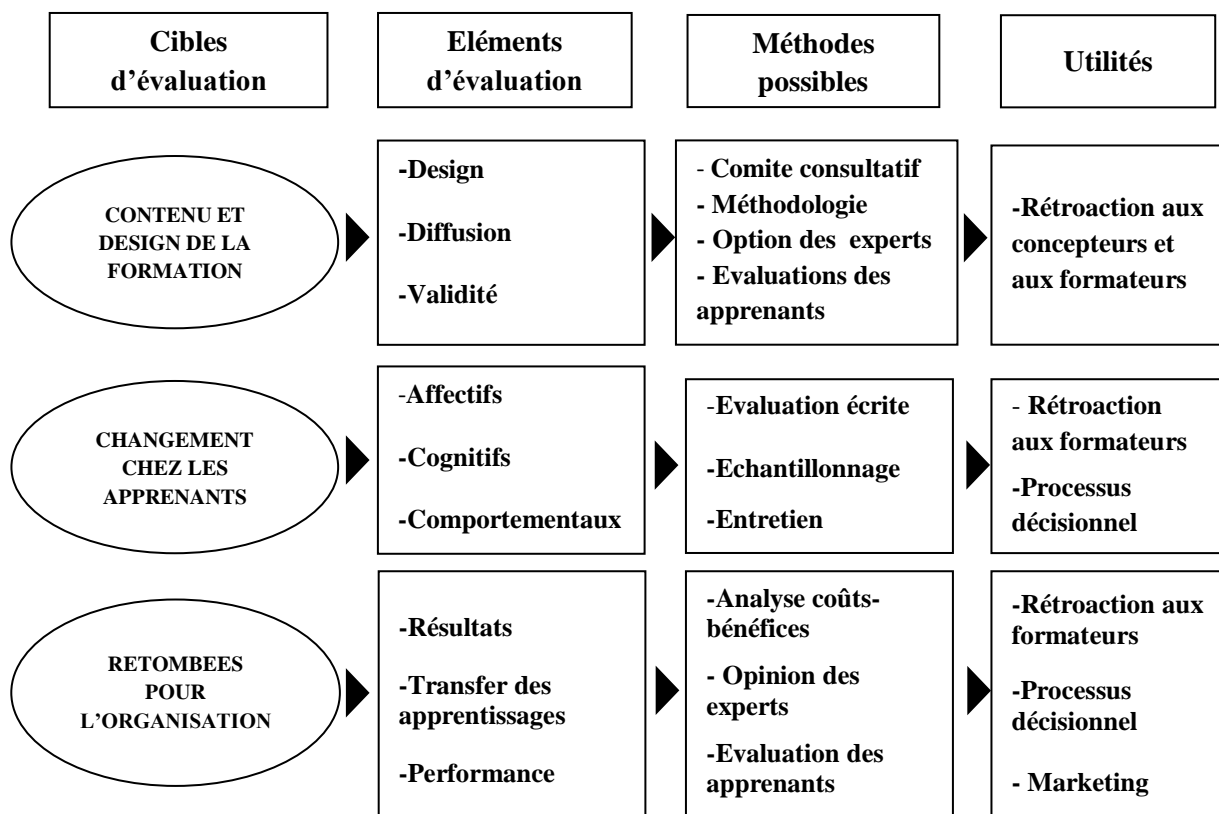 Cibles
d’évaluation
Eléments
d’évaluation
Méthodes
possibles
Utilités
CONTENU ET
DESIGN DE LA
FORMATION
-Design
-Diffusion
-Validité
- Comite consultatif
- Méthodologie
- Option des experts
- Evaluations des
apprenants
-Rétroaction aux
concepteurs et
aux formateurs
CHANGEMENT
CHEZ LES
APPRENANTS
-Affectifs
-Cognitifs
-Comportementaux
-Evaluation écrite
-Echantillonnage
-Entretien
- Rétroaction
aux formateurs
-Processus
décisionnel
RETOMBEES
POUR
L’ORGANISATION
-Résultats
-Transfer des
apprentissages
-Performance
-Analyse coûts-
bénéfices
- Opinion des
experts
-Evaluation des
apprenants
-Rétroaction aux
formateurs
-Processus
décisionnel
- Marketing